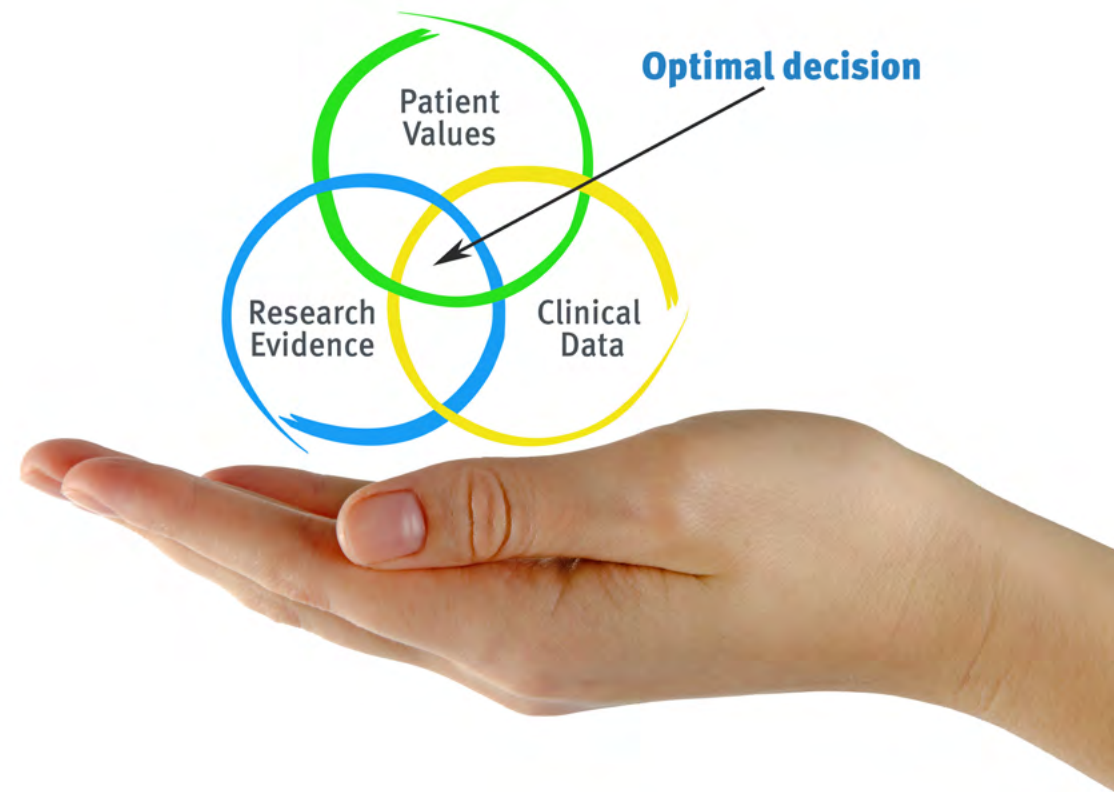 Optimal decision
Patient
Values
Research
Evidence
Clinical
Data